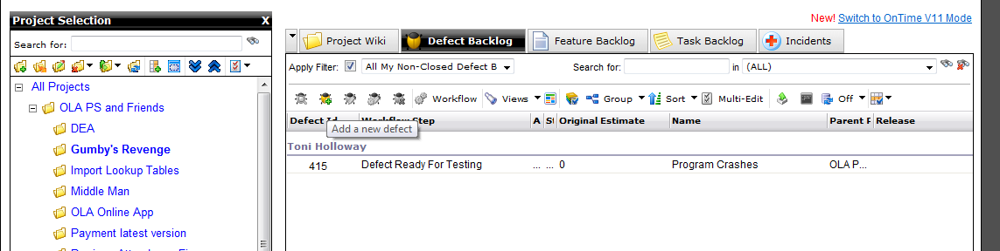 New! Switch to OnTime V11 Mode
Project Selection X
Search for:
Project Wiki Defect Backlog Feature Backlog Task Backlog Incidents
Apply Filter: All My Non-Closed Defect B Search for: in (ALL)
Workflow Views Group Sort Multi-Edit Off
All Projects
OLA PS and Friends
DEA
Gumby's Revenge
Import Lookup Tables
Middle Man
OLA Online App
Payment latest version
Defect Id Workflow Step A St Original Estimate Name Parent P Release
Add a new defect
Toni Holloway
415 Defect Ready For Testing ... ... 0 Program Crashes OLA P...